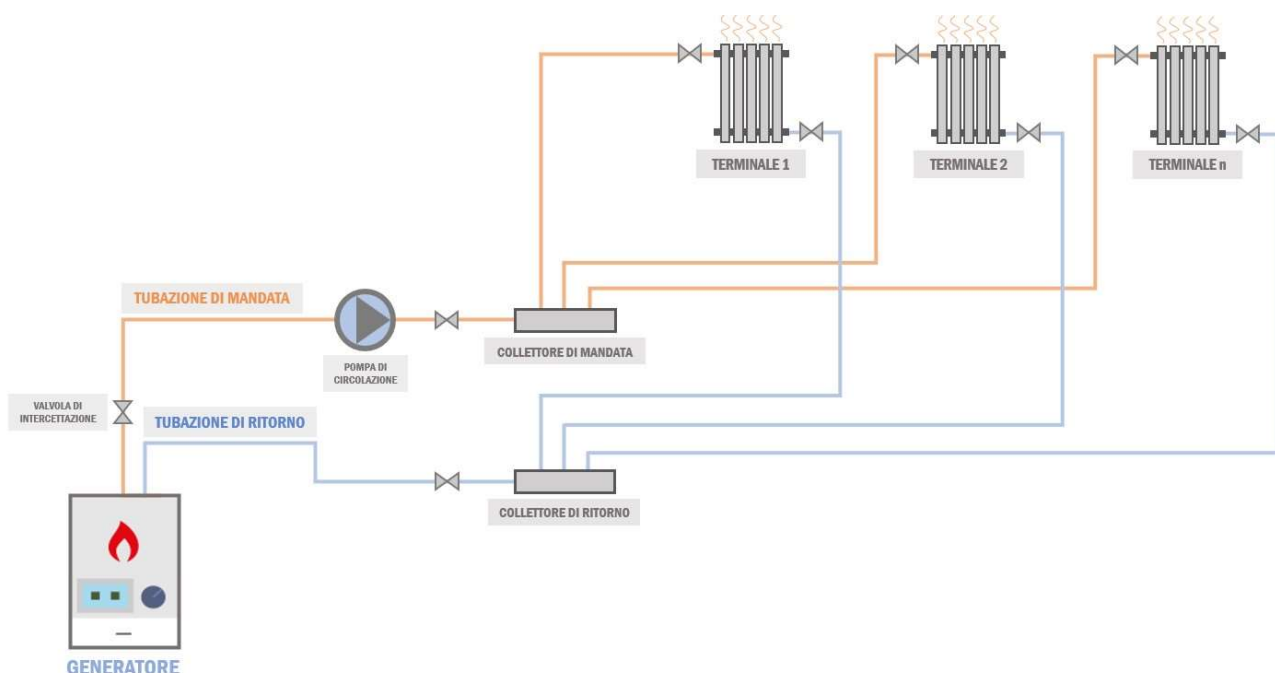 TERMINALE 1
TERMINALE 2
TERMINALE n
TUBAZIONE DI MANDATA
COLLETTORE DI MANDATA
POMPA DI
CIRCOLAZIONE
VALVOLA DI
INTERCETTAZIONE
TUBAZIONE DI RITORNO
COLLETTORE DI RITORNO
GENERATORE